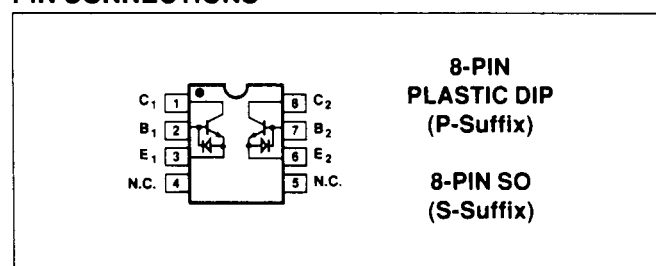 PIN CONNECTIONS
C1 1 8 C2
B1 2 7 B2
E1 3 6 E2
N.C. 4 5 N.C.
8-PIN
PLASTIC DIP
(P-Suffix)
8-PIN SO
(S-Suffix)